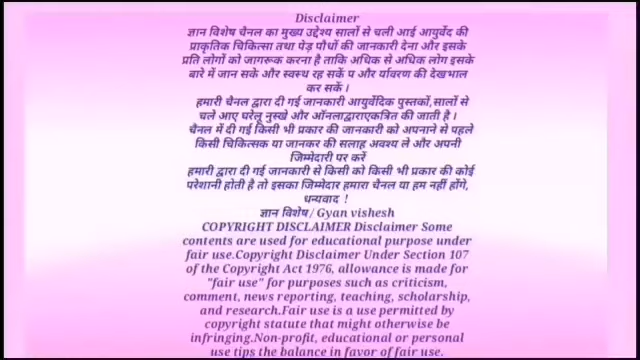 Disclaimer
ज्ञान विशेष चैनल का मुख्य उद्देश्य सालों से चली आई आयुर्वेद की
प्राकृतिक चिकित्सा तथा पेड़ पौधों की जानकारी देना और इसके
प्रति लोगों को जागरूक करना है ताकि अधिक से अधिक लोग इसके
बारे में जान सके और स्वस्थ रह सकें प और र्यावरण की देखभाल
कर सकें ।
हमारी चैनल द्वारा दी गई जानकारी आयुर्वेदिक पुस्तकों,सालों से
चले आए घरेलू नुस्खे और ऑनलाद्वाराएकत्रित की जाती है ।
चैनल में दी गई किसी भी प्रकार की जानकारी को अपनाने से पहले
किसी चिकित्सक या जानकर की सलाह अवश्य ले और अपनी
जिम्मेदारी पर करें
हमारी द्वारा दी गई जानकारी से किसी को किसी भी प्रकार की कोई
परेशानी होती है तो इसका जिम्मेदार हमारा चैनल या हम नहीं होंगे,
धन्यवाद !
ज्ञान विशेष / Gyan vishesh
COPYRIGHT DISCLAIMER Disclaimer Some
contents are used for educational purpose under
fair use.Copyright Disclaimer Under Section 107
of the Copyright Act 1976, allowance is made for
"fair use" for purposes such as criticism,
comment, news reporting, teaching, scholarship,
and research.Fair use is a use permitted by
copyright statute that might otherwise be
infringing.Non-profit, educational or personal
use tips the balance in favor of fair use.